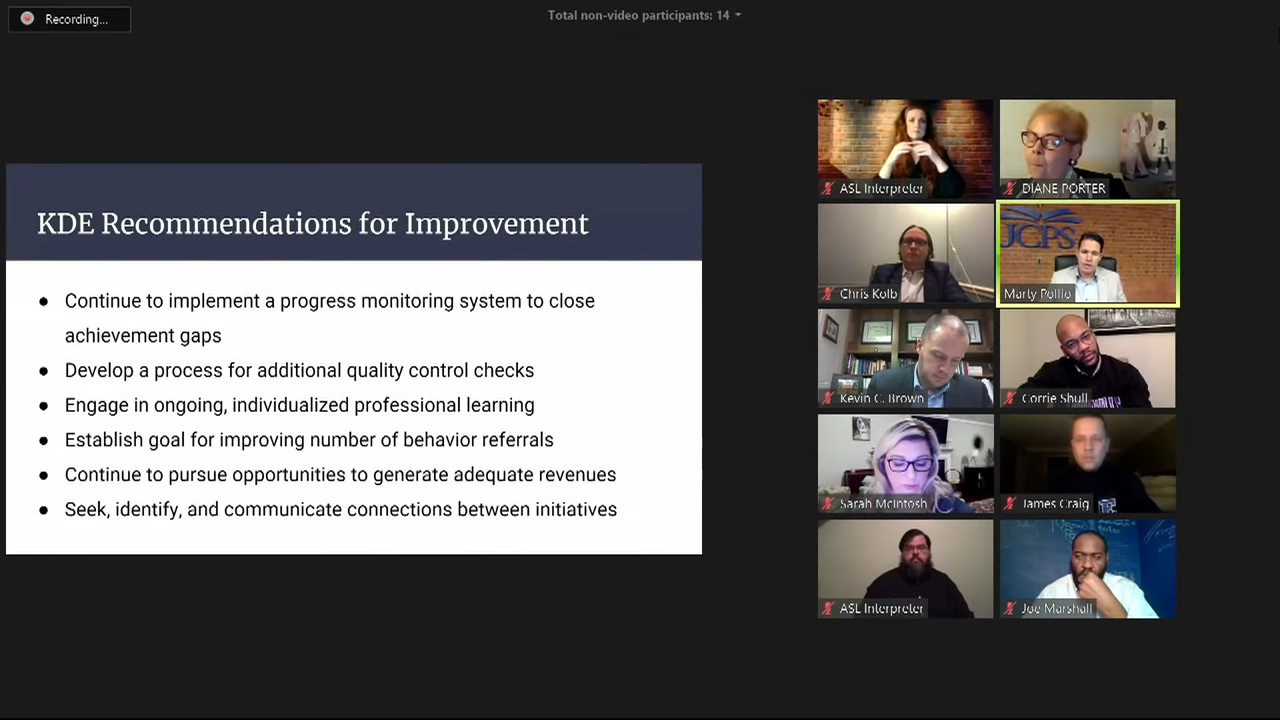 Recording...
Total non-video participants: 14
KDE Recommendations for Improvement
● Continue to implement a progress monitoring system to close
achievement gaps
● Develop a process for additional quality control checks
● Engage in ongoing, individualized professional learning
● Establish goal for improving number of behavior referrals
● Continue to pursue opportunities to generate adequate revenues
● Seek, identify, and communicate connections between initiatives
ASL Interpreter
DIANE PORTER
Chris Kolb
JCPS
Marty Pollio
Kevin C. Brown
Corrie Shull
Sarah McIntosh
James Craig
ASL Interpreter
Joe Marshall